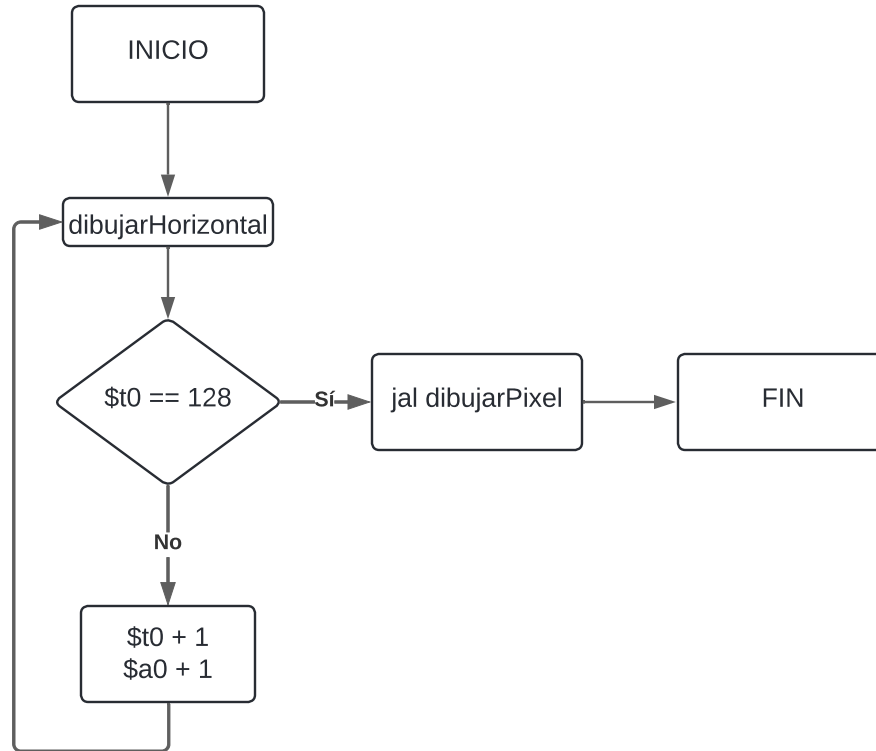 INICIO
dibujarHorizontal
$t0 == 128
Sí
jal dibujarPixel
FIN
No
$t0 + 1
$a0 + 1